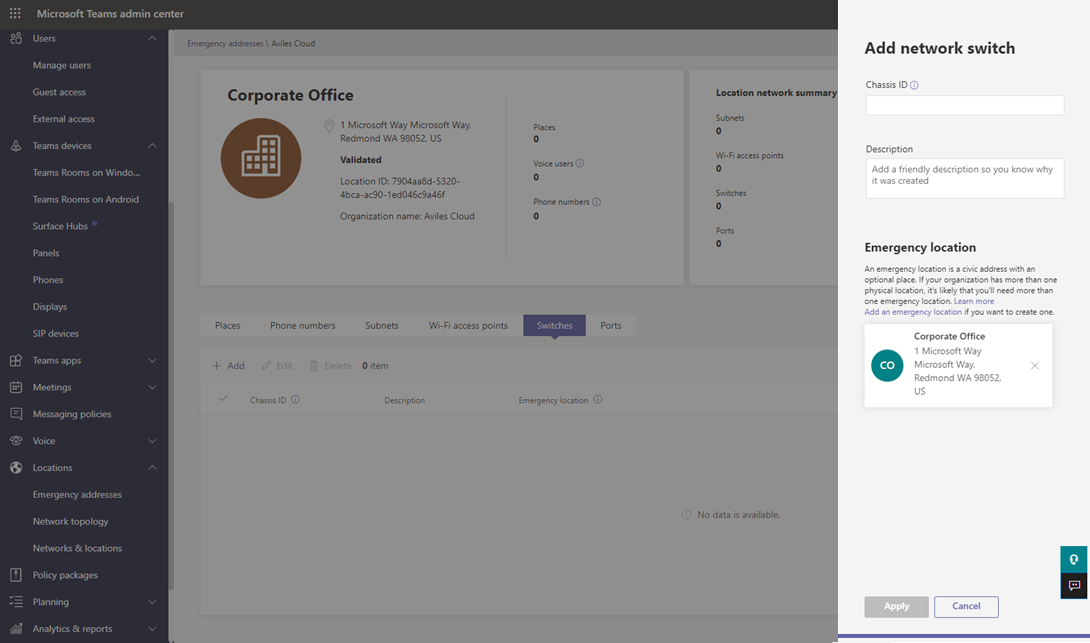 Microsoft Teams admin center
Users
Manage users
Guest access
External access
Teams devices
Teams Rooms on Windo...
Teams Rooms on Android
Surface Hubs
Panels
Phones
Displays
SIP devices
Teams apps
Meetings
Messaging policies
Voice
Locations
Emergency addresses
Network topology
Networks & locations
Policy packages
Planning
Analytics & reports
Emergency addresses \ Aviles Cloud
Corporate Office
1 Microsoft Way Microsoft Way,
Redmond WA 98052, US
Validated
Location ID: 7904aa8d-5320-
4bca-ac90-1ed046c9a46f
Organization name: Aviles Cloud
Places
0
Voice users
0
Phone numbers
0
Location network summary
Subnets
0
Wi-Fi access points
0
Switches
0
Ports
0
Places Phone numbers Subnets Wi-Fi access points Switches Ports
+ Add Edit Delete 0 item
Chassis ID Description Emergency location
No data is available.
Add network switch
Chassis ID
Description
Add a friendly description so you know why
it was created
Emergency location
An emergency location is a civic address with an
optional place. If your organization has more than one
physical location, it's likely that you'll need more than
one emergency location. Learn more
Add an emergency location if you want to create one.
CO
Corporate Office
1 Microsoft Way
Microsoft Way,
Redmond WA 98052,
US
Apply Cancel